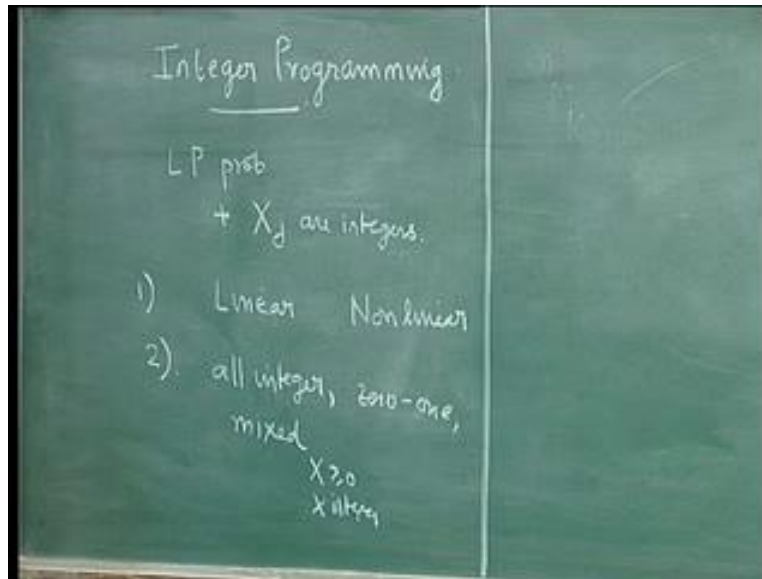 Integer Programming
LP prob
+ Xj are integers.
1) Linear Nonlinear
2). all integer, zero-one,
mixed
X ≥ 0
X integer